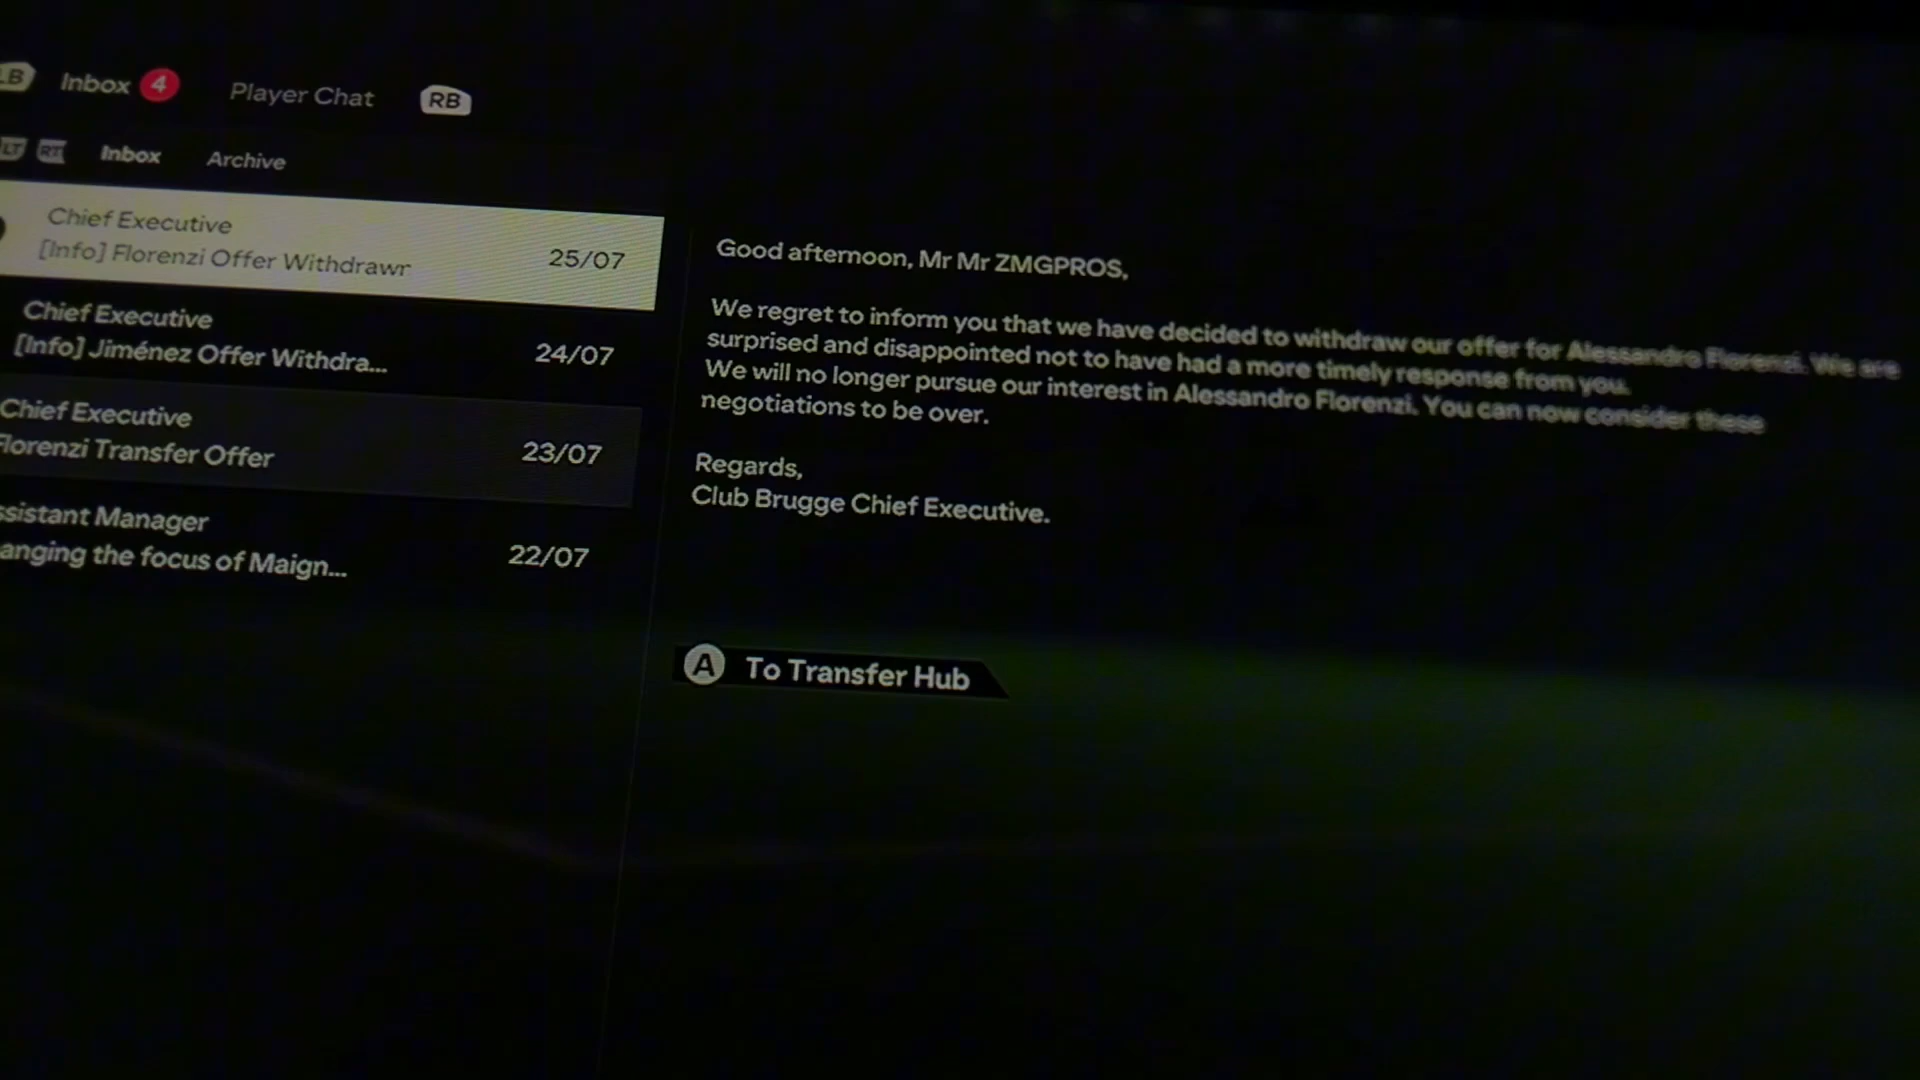 LB Inbox 4 Player Chat RB
LT RT Inbox Archive
Chief Executive
[Info] Florenzi Offer Withdrawn 25/07
Chief Executive
[Info] Jiménez Offer Withdra... 24/07
Chief Executive
Florenzi Transfer Offer 23/07
ssistant Manager
anging the focus of Maign... 22/07
Good afternoon, Mr Mr ZMGPROS,
We regret to inform you that we have decided to withdraw our offer for Alessandro Florenzi. We are
surprised and disappointed not to have had a more timely response from you.
We will no longer pursue our interest in Alessandro Florenzi. You can now consider these
negotiations to be over.
Regards,
Club Brugge Chief Executive.
A To Transfer Hub